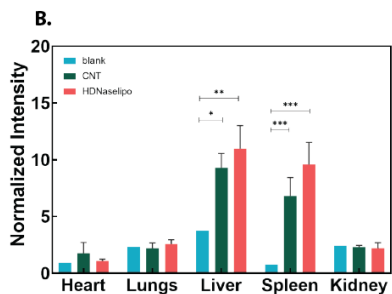 B.
Normalized Intensity
20
15
10
5
0
blank
CNT
HDNaselipo
**
*
***
***
Heart Lungs Liver Spleen Kidney